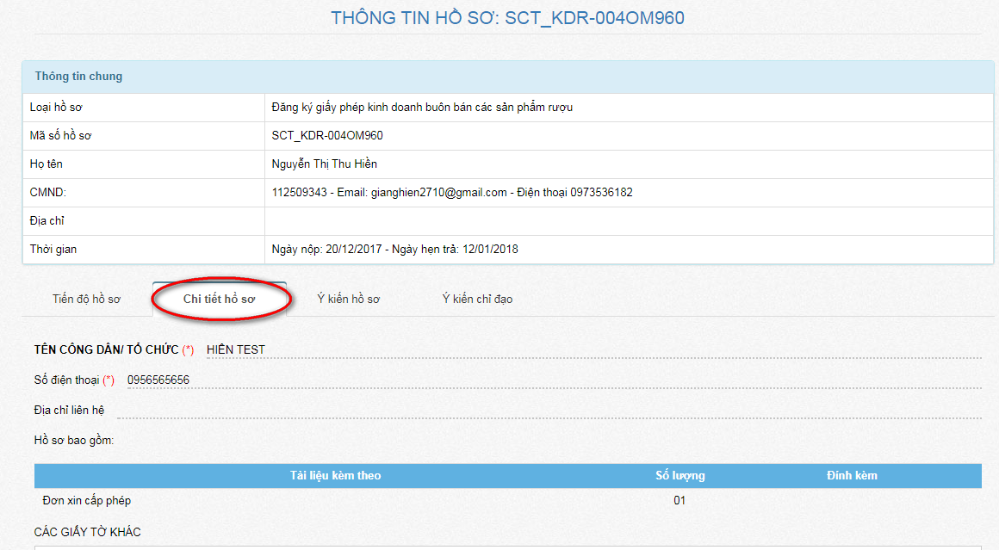 THÔNG TIN HỒ SƠ: SCT_KDR-004OM960
Thông tin chung
Loại hồ sơ Đăng ký giấy phép kinh doanh buôn bán các sản phẩm rượu
Mã số hồ sơ SCT_KDR-004OM960
Họ tên Nguyễn Thị Thu Hiền
CMND: 112509343 - Email: gianghien2710@gmail.com - Điện thoại 0973536182
Địa chỉ
Thời gian Ngày nộp: 20/12/2017 - Ngày hẹn trả: 12/01/2018
Tiến độ hồ sơ Chi tiết hồ sơ Ý kiến hồ sơ Ý kiến chỉ đạo
TÊN CÔNG DÂN/ TỔ CHỨC (*) HIỀN TEST
Số điện thoại (*) 0956565656
Địa chỉ liên hệ
Hồ sơ bao gồm:
Tài liệu kèm theo Số lượng Đính kèm
Đơn xin cấp phép 01
CÁC GIẤY TỜ KHÁC